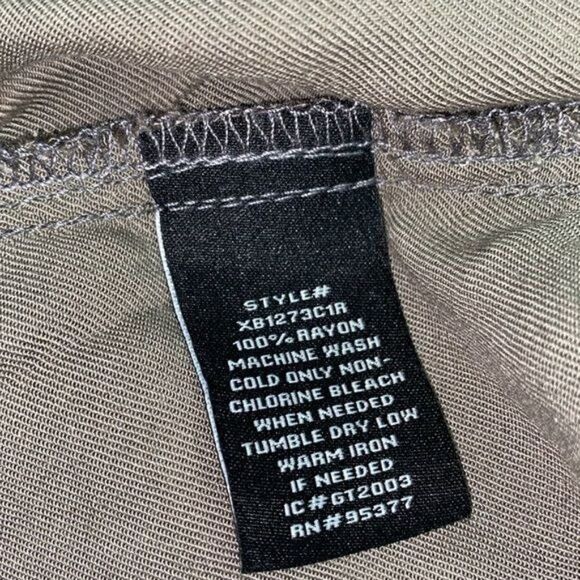 STYLE#
XB1273C1R
100% RAYON
MACHINE WASH
COLD ONLY NON-
CHLORINE BLEACH
WHEN NEEDED
TUMBLE DRY LOW
WARM IRON
IF NEEDED
IC#GT2003
RN#95377